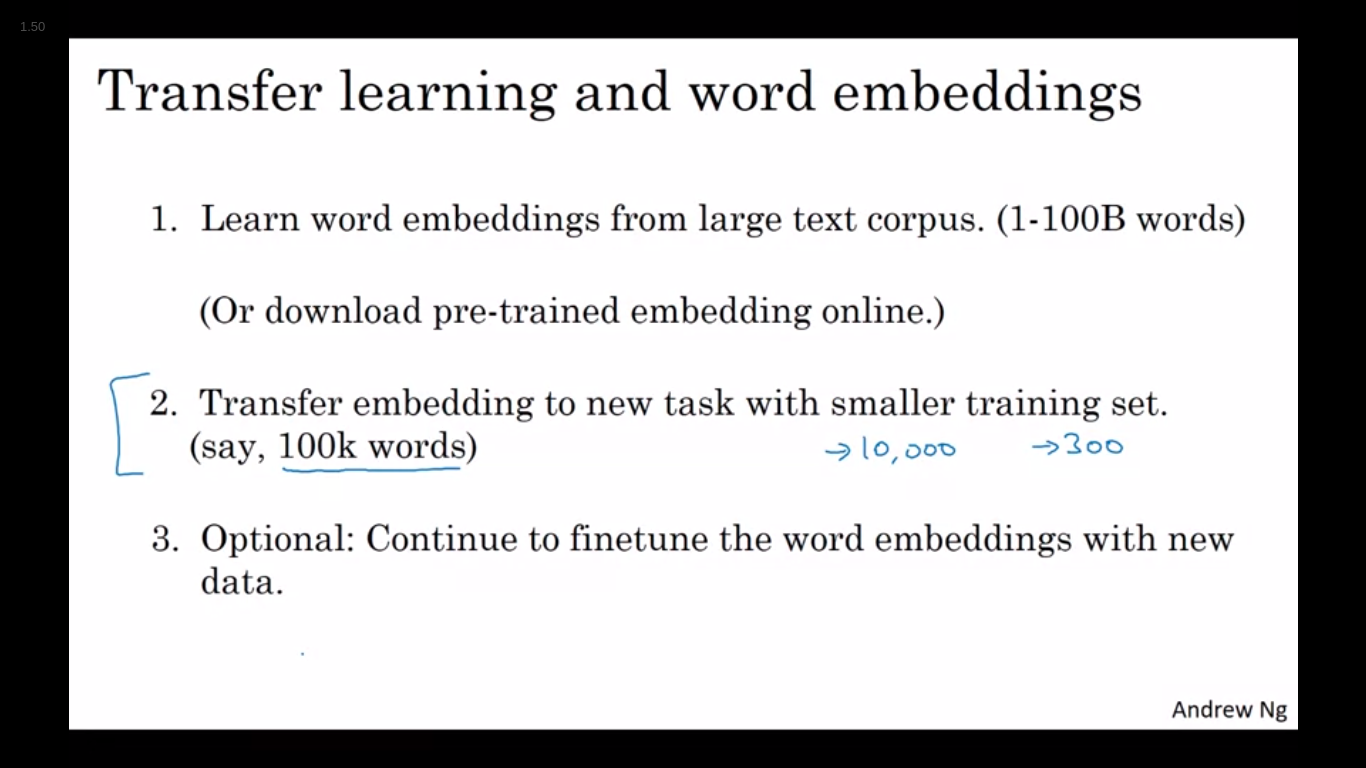 1.50
Transfer learning and word embeddings
1. Learn word embeddings from large text corpus. (1-100B words)
(Or download pre-trained embedding online.)
2. Transfer embedding to new task with smaller training set.
(say, 100k words) →10,000 →300
3. Optional: Continue to finetune the word embeddings with new
data.
Andrew Ng